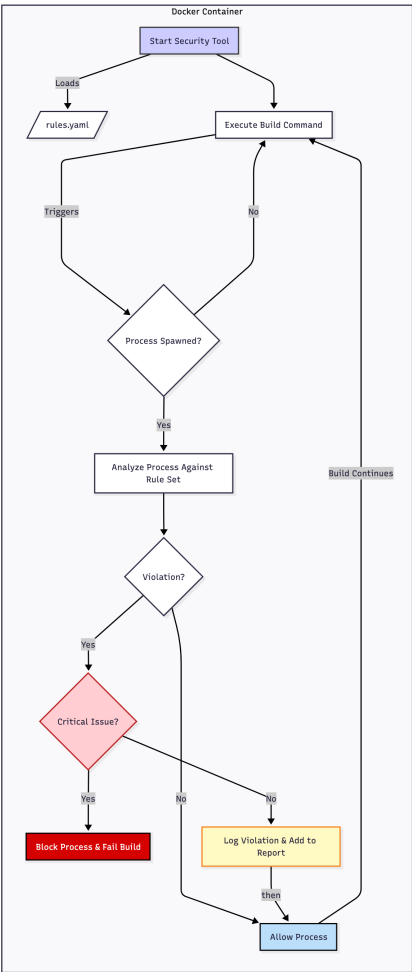 Docker Container
Start Security Tool
Loads
rules.yaml
Execute Build Command
Triggers
No
Process Spawned?
Yes
Analyze Process Against
Rule Set
Build Continues
Violation?
Yes
Critical Issue?
Yes
No
No
Block Process & Fail Build
Log Violation & Add to
Report
then
Allow Process